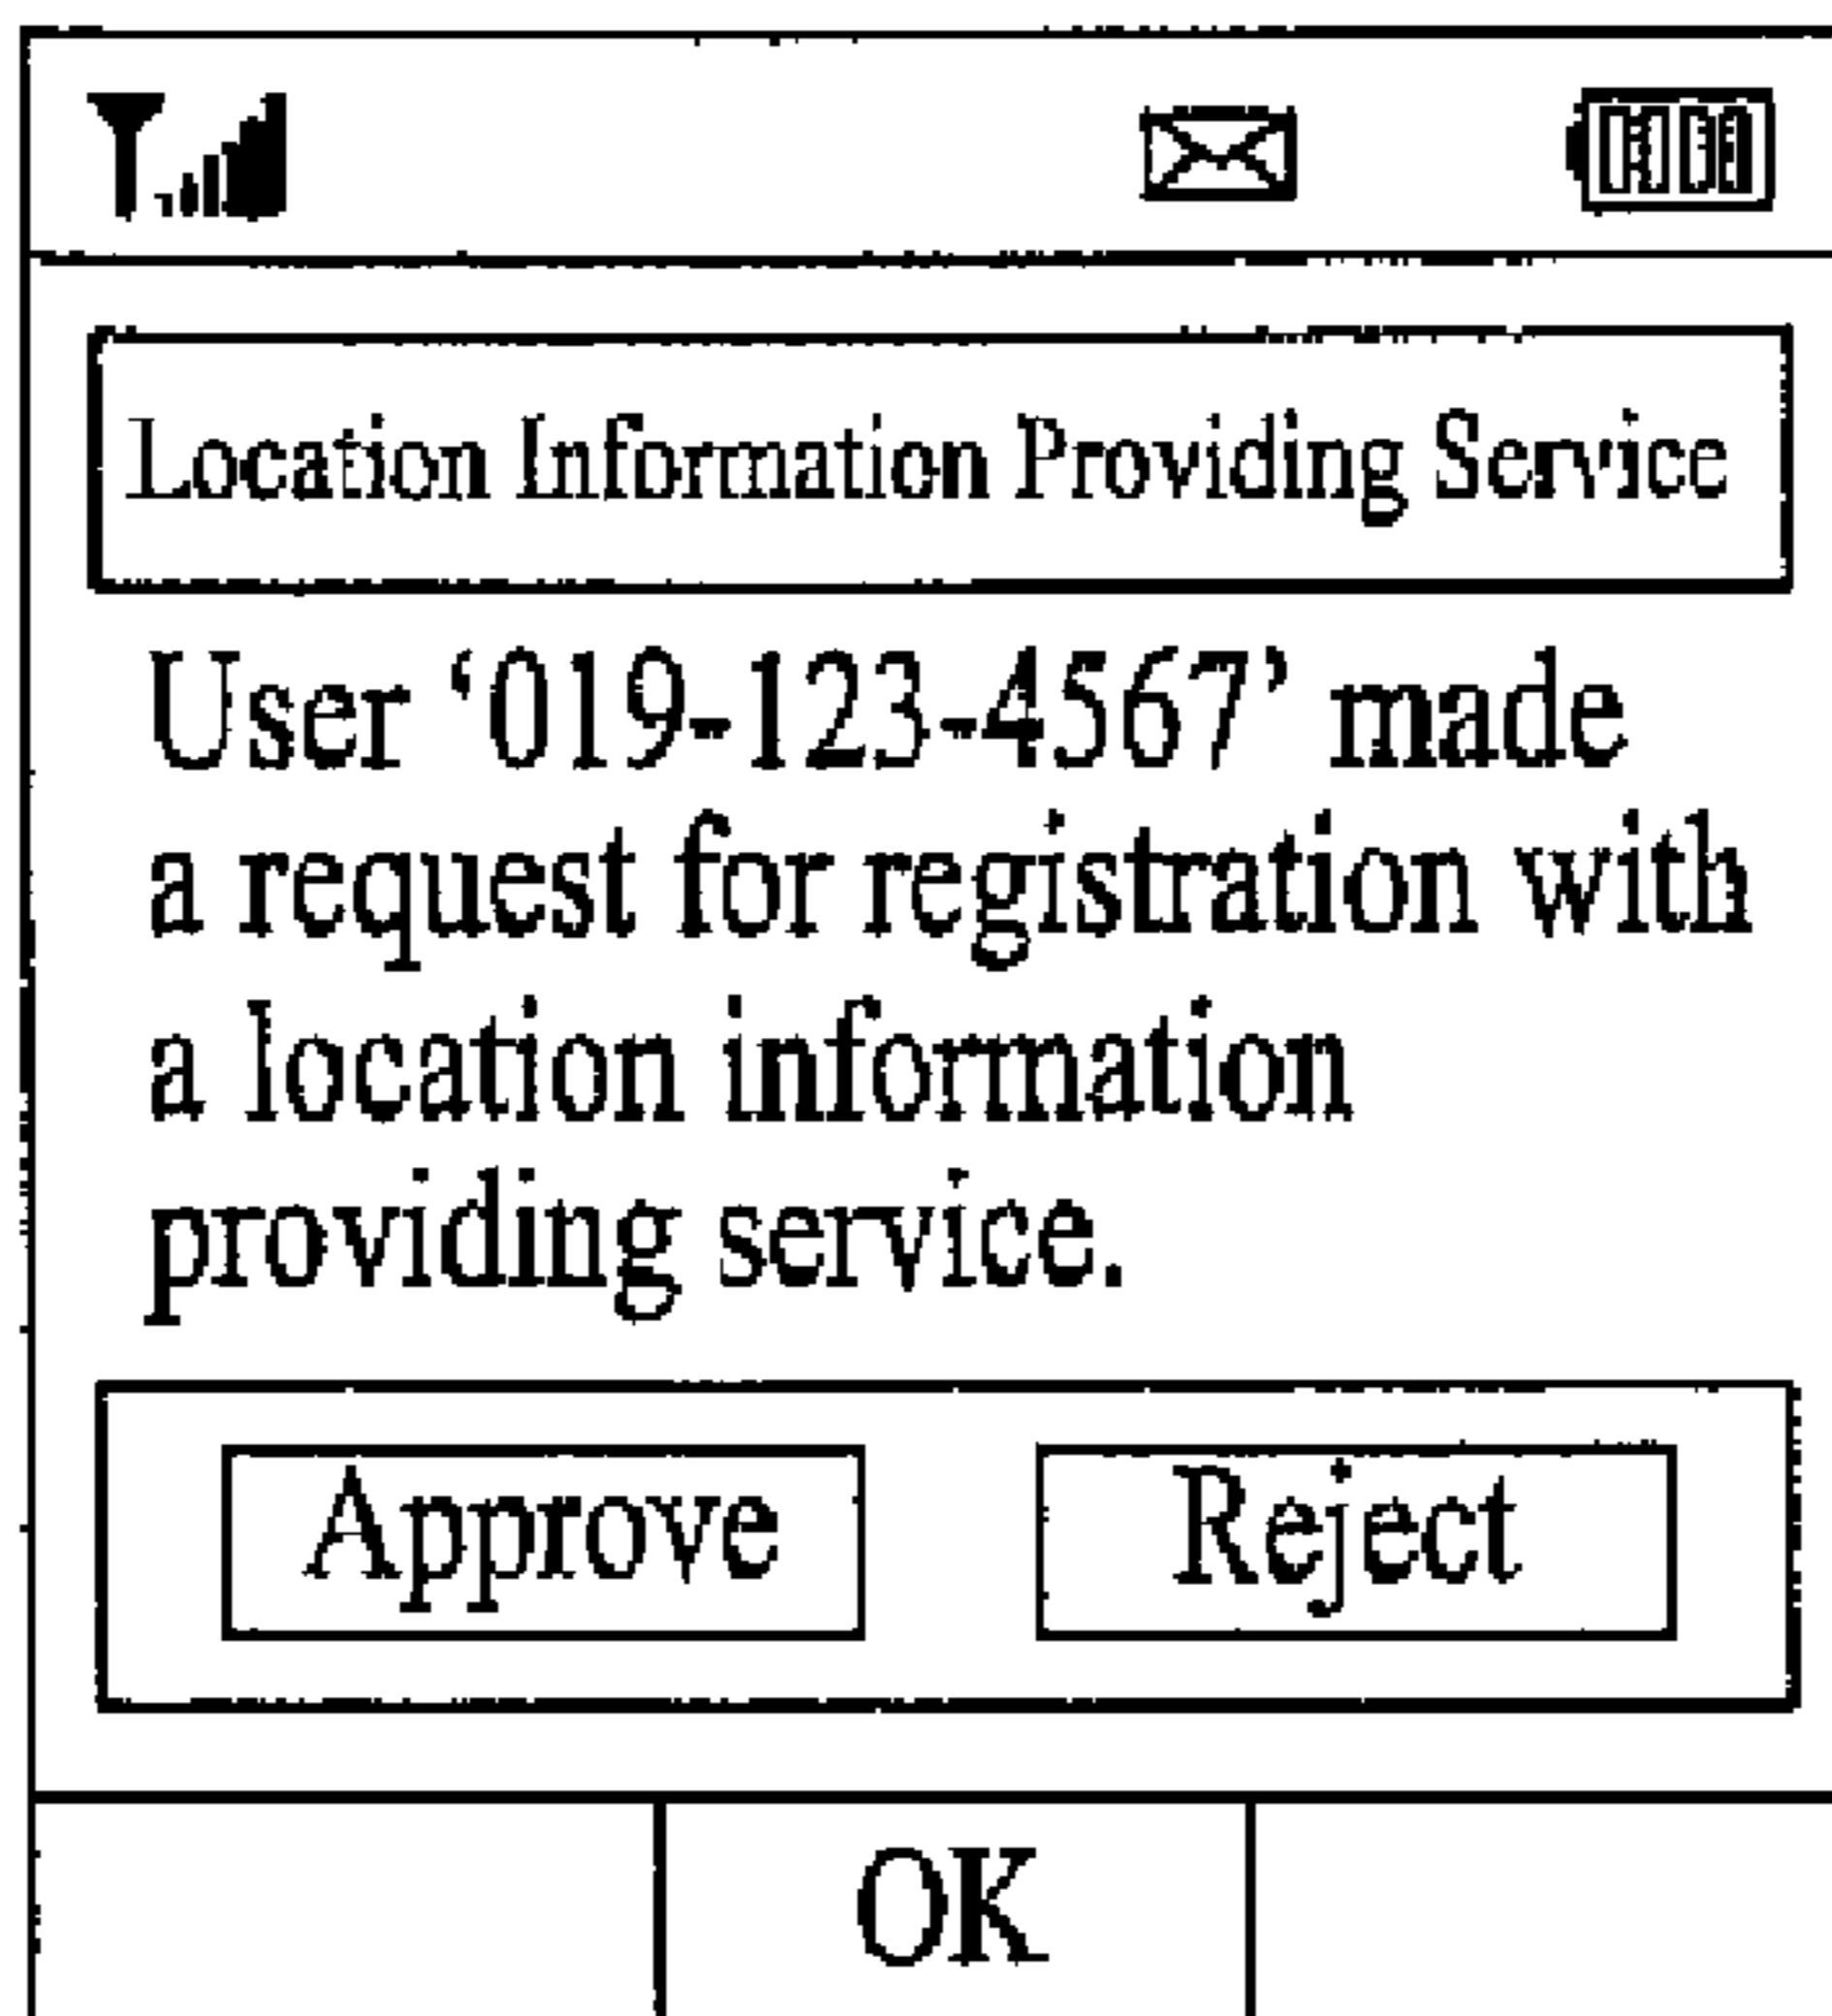 Location Information Providing Service
User ‘019-123-4567’ made
a request for registration with
a location information
providing service.
Approve Reject
OK